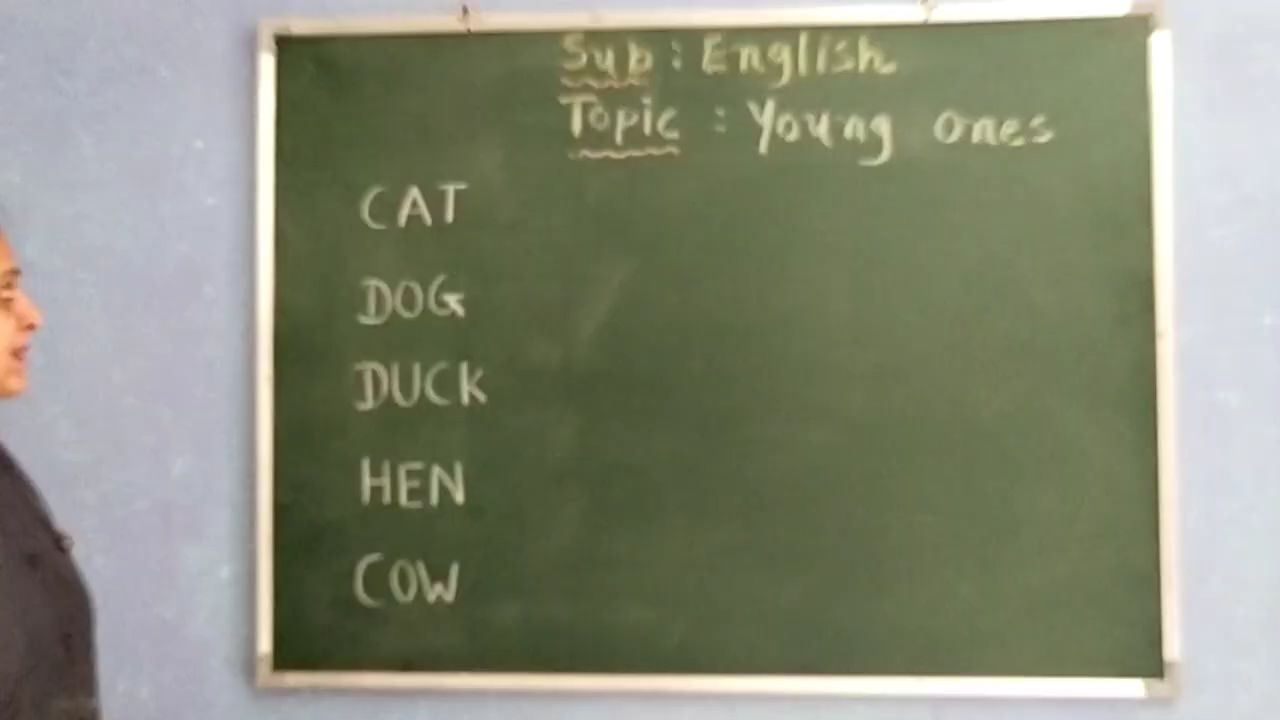 Sub : English
Topic : Young ones
CAT
DOG
DUCK
HEN
COW